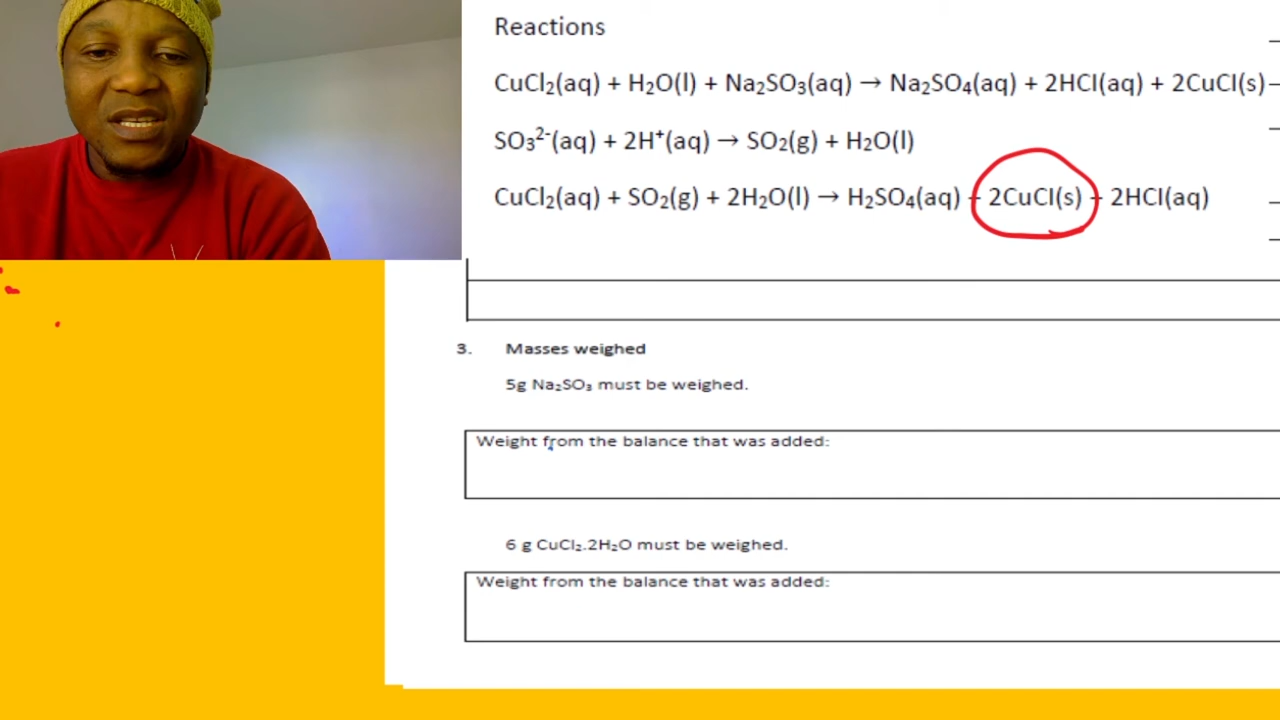 Reactions
CuCl₂(aq) + H₂O(l) + Na₂SO₃(aq) → Na₂SO₄(aq) + 2HCl(aq) + 2CuCl(s)
SO₃²⁻(aq) + 2H⁺(aq) → SO₂(g) + H₂O(l)
CuCl₂(aq) + SO₂(g) + 2H₂O(l) → H₂SO₄(aq) + 2CuCl(s) + 2HCl(aq)
3. Masses weighed
5g Na₂SO₃ must be weighed.
Weight from the balance that was added:
6 g CuCl₂.2H₂O must be weighed.
Weight from the balance that was added: